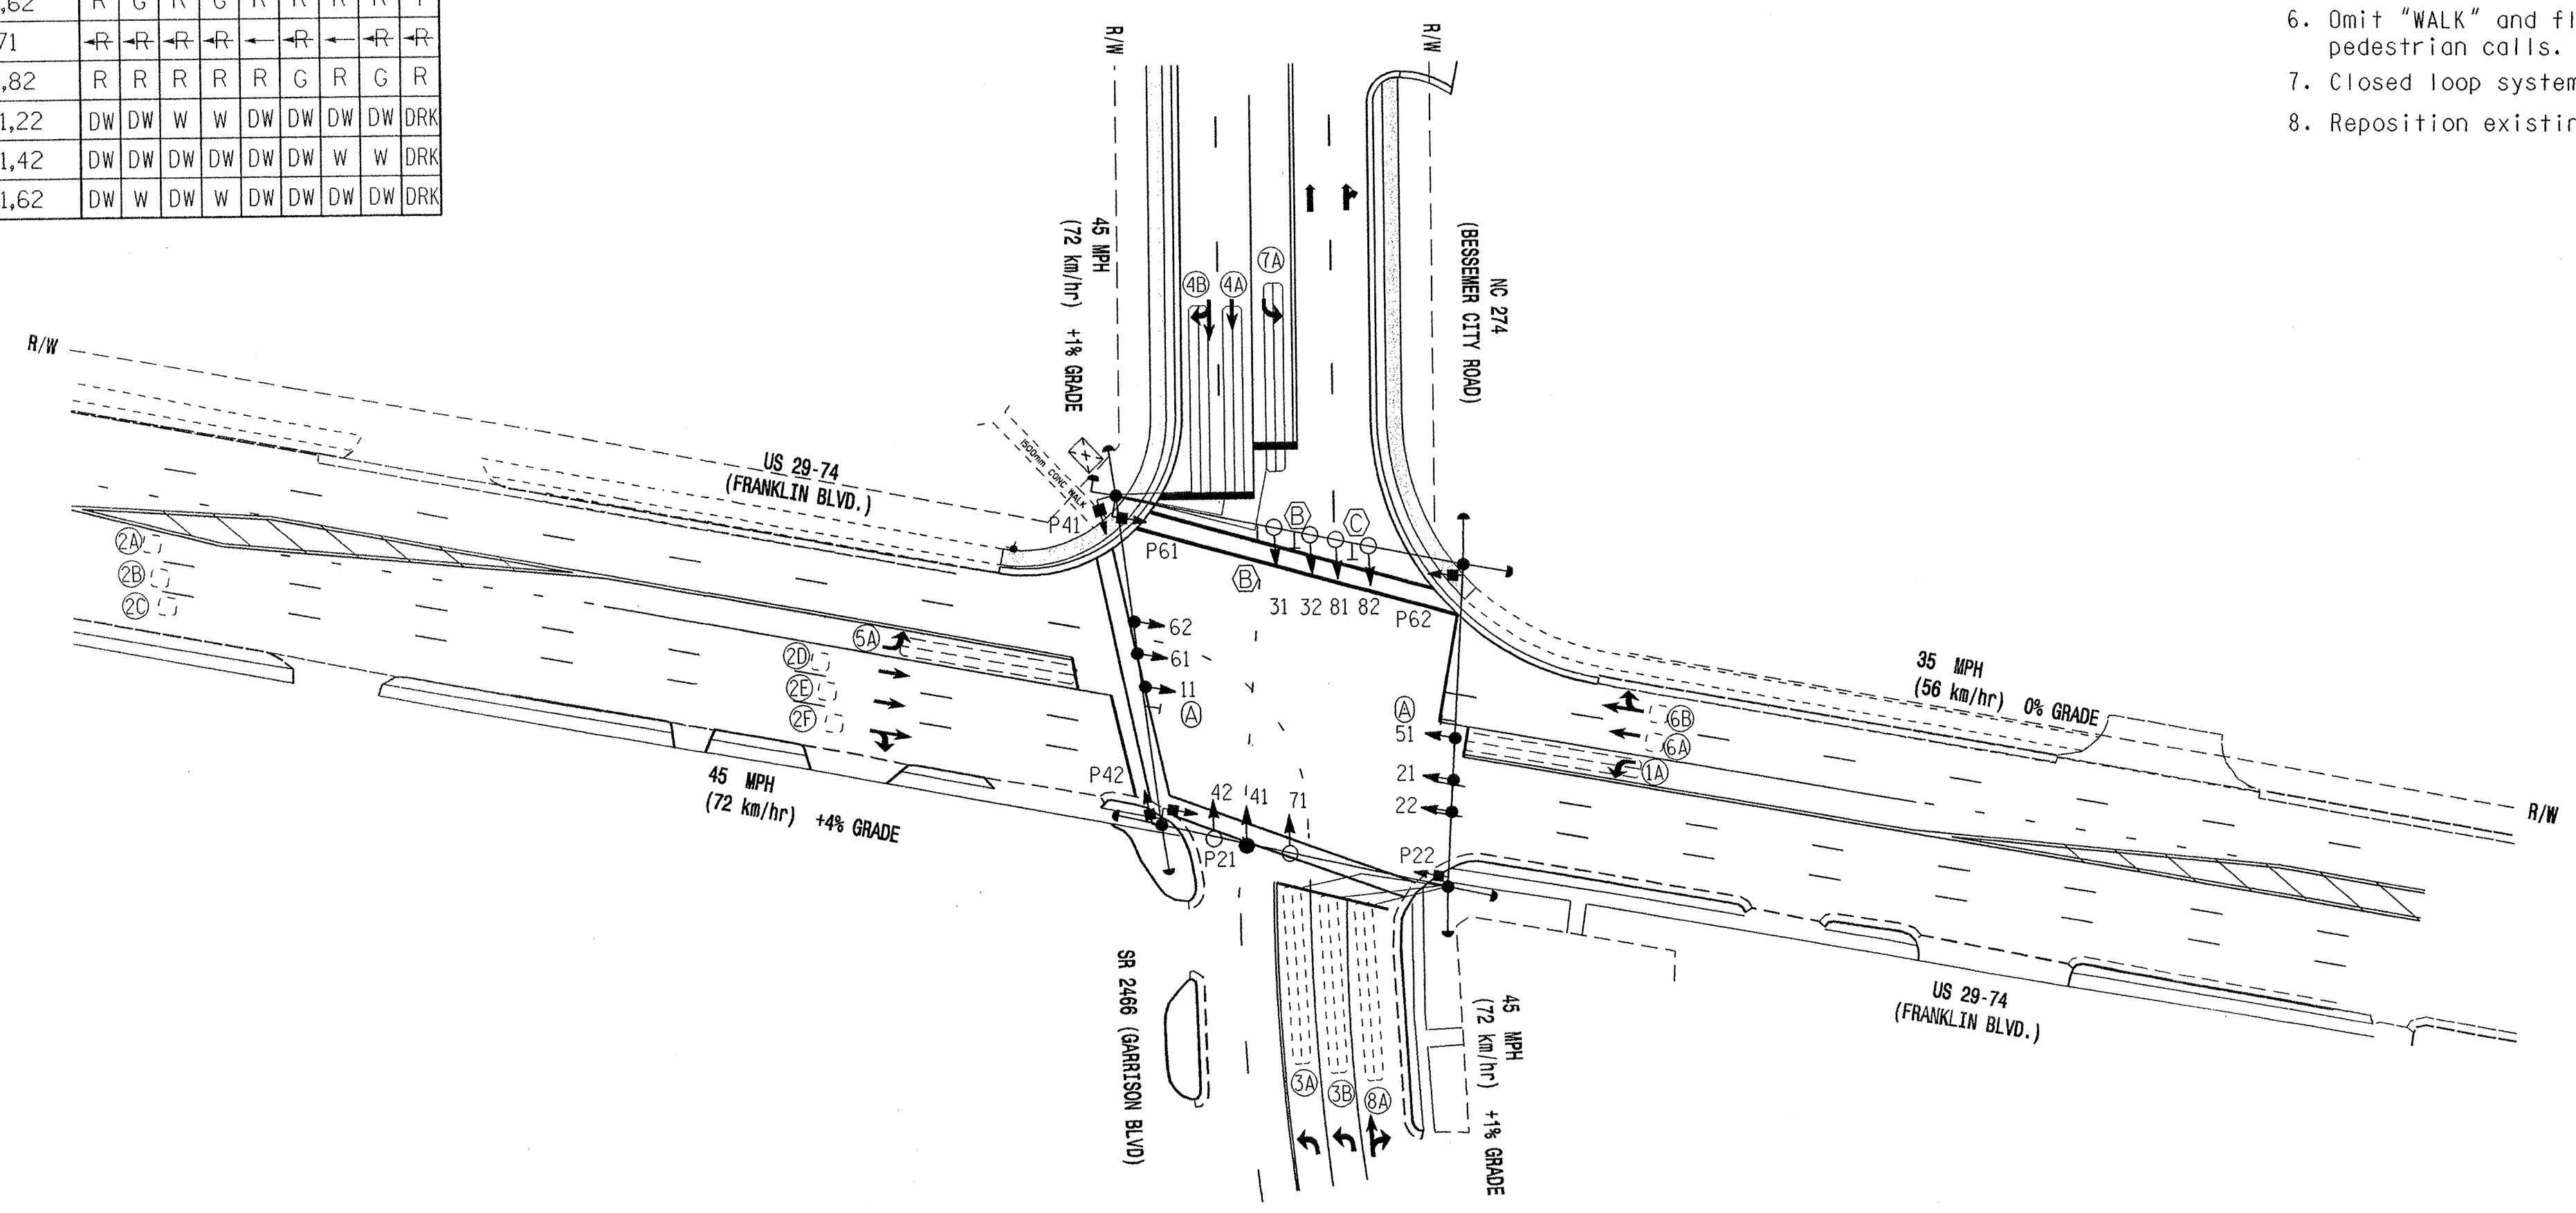 ,62 R G R G R R R R Y
71 R R R R R R R
,82 R R R R R G R G R
1,22 DW DW W W DW DW DW DW DRK
1,42 DW DW DW DW DW DW W W DRK
1,62 DW W DW W DW DW DW DW DRK
6. Omit "WALK" and fl
pedestrian calls.
7. Closed loop system
8. Reposition existin
R/W
R/W
45 MPH
(72 km/hr) +1% GRADE
NC 274
(BESSEMER CITY ROAD)
4B
4A
7A
R/W
US 29-74
(FRANKLIN BLVD.)
1500mm CONC WALK
P41
P61
B
C
B
31 32 81 82
P62
2A
2B
2C
5A
2D
2E
2F
62
61
11
A
A
51
21
22
6B
6A
1A
35 MPH
(56 km/hr) 0% GRADE
R/W
45 MPH
(72 km/hr) +4% GRADE
P42
42 41 71
P21
P22
SR 2466 (GARRISON BLVD)
3A
3B
8A
45 MPH
(72 km/hr) +1% GRADE
US 29-74
(FRANKLIN BLVD.)